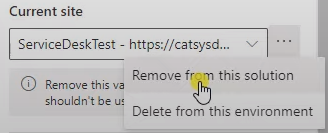 Current site
ServiceDeskTest - https://catsysd...
...
Remove from this solution
Remove this va
shouldn't be us
Delete from this environment